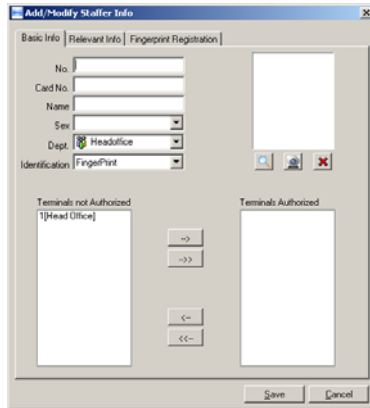 Add/Modify Staffer Info
Basic Info Relevant Info Fingerprint Registration
No.
Card No.
Name
Sex
Dept. Headoffice
Identification FingerPrint
Terminals not Authorized Terminals Authorized
1[Head Office]
-->
-->>
<--
<<--
Save Cancel